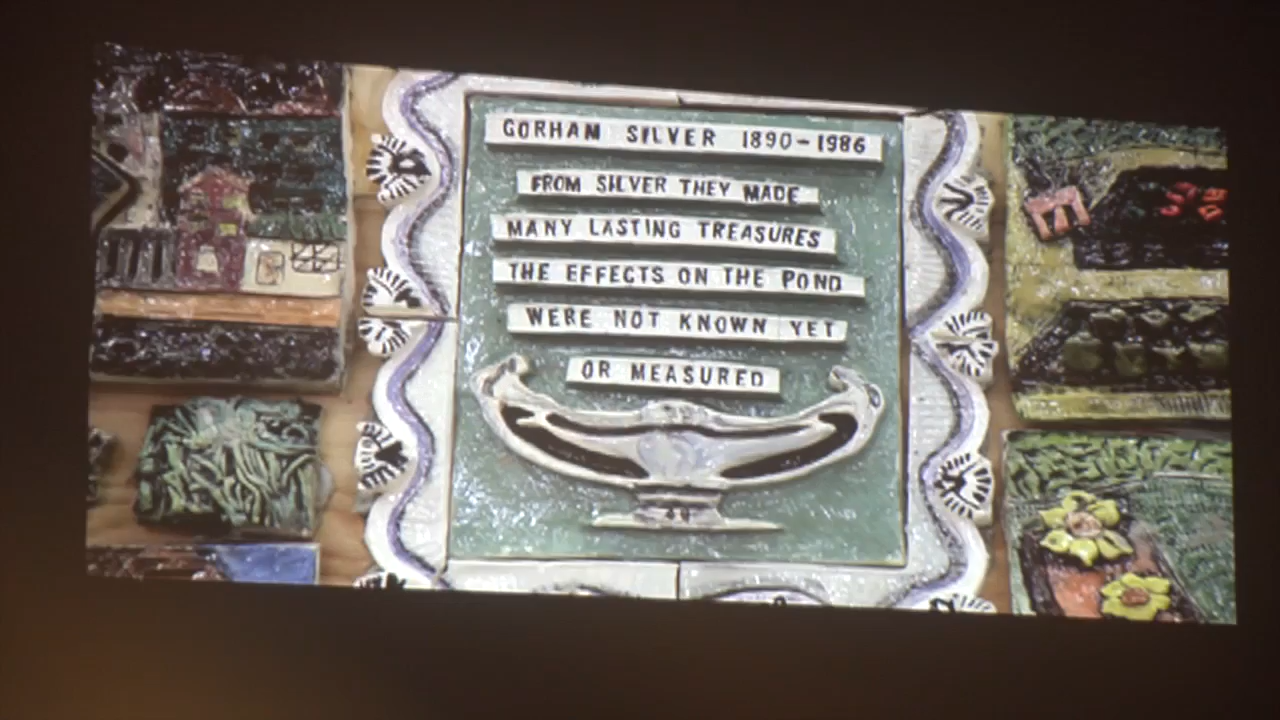 GORHAM SILVER 1890-1986
FROM SILVER THEY MADE
MANY LASTING TREASURES
THE EFFECTS ON THE POND
WERE NOT KNOWN YET
OR MEASURED